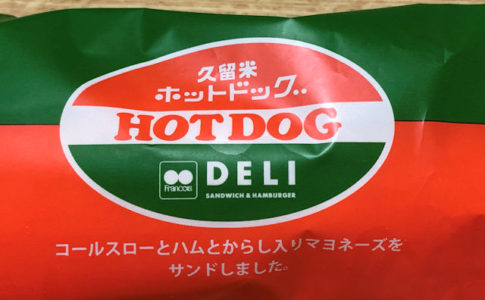 久留米
ホットドック..
HOT DOG
François
DELI
SANDWICH & HAMBURGER
コールスローとハムとからし入りマヨネーズを
サンドしました。